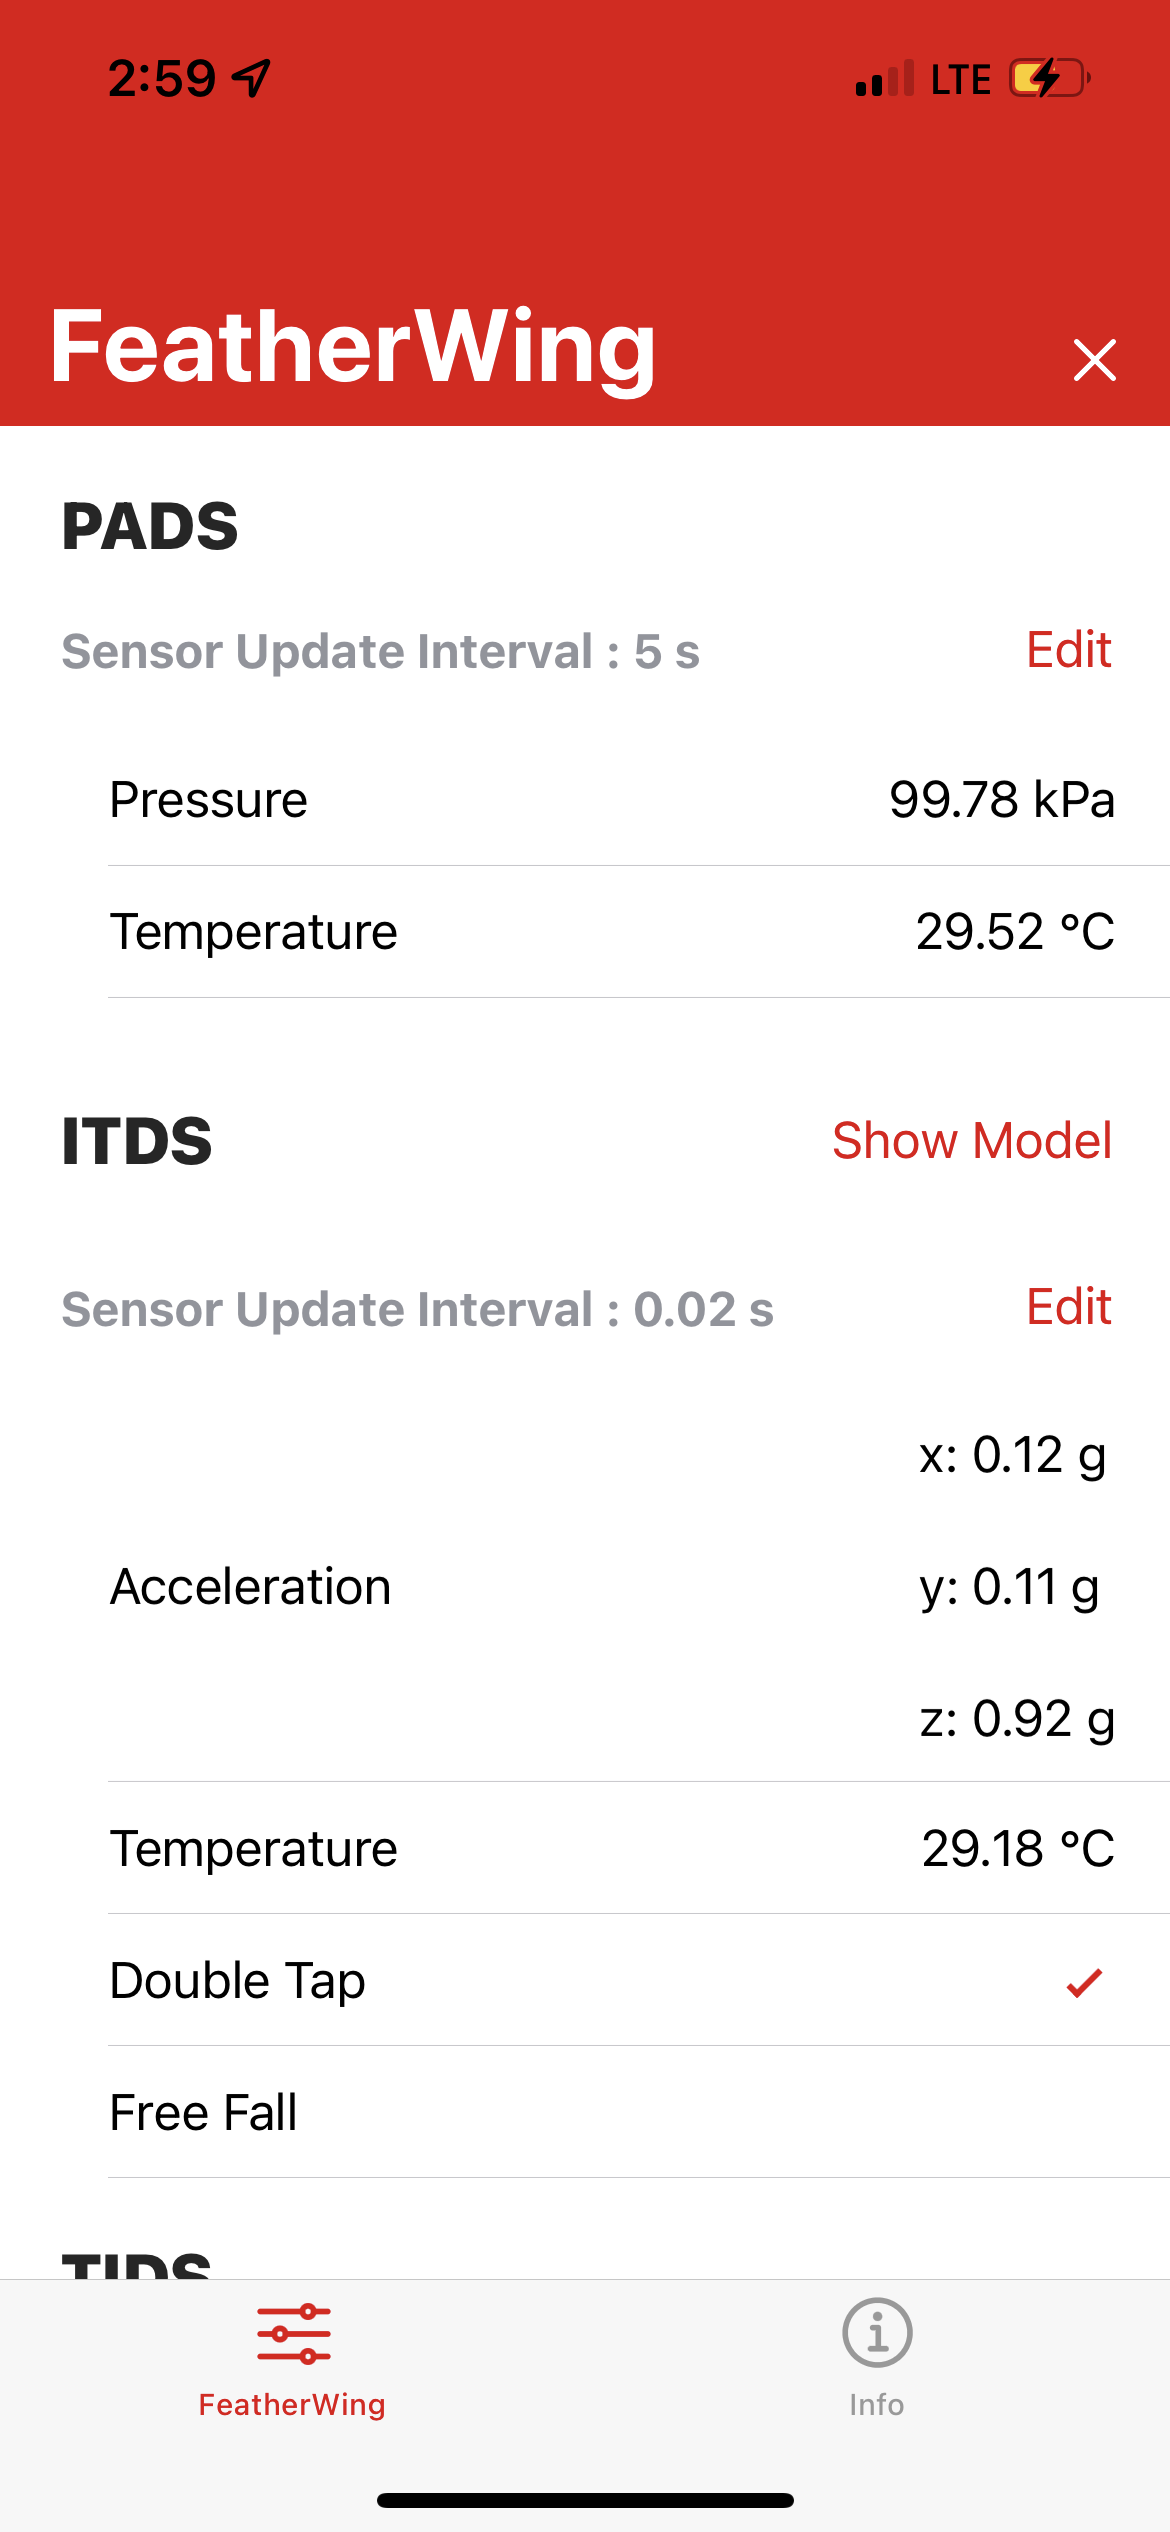 2:59
LTE
FeatherWing
PADS
Sensor Update Interval : 5 s
Edit
Pressure
99.78 kPa
Temperature
29.52 °C
ITDS
Show Model
Sensor Update Interval : 0.02 s
Edit
x: 0.12 g
Acceleration
y: 0.11 g
z: 0.92 g
Temperature
29.18 °C
Double Tap
Free Fall
TIDS
FeatherWing
Info